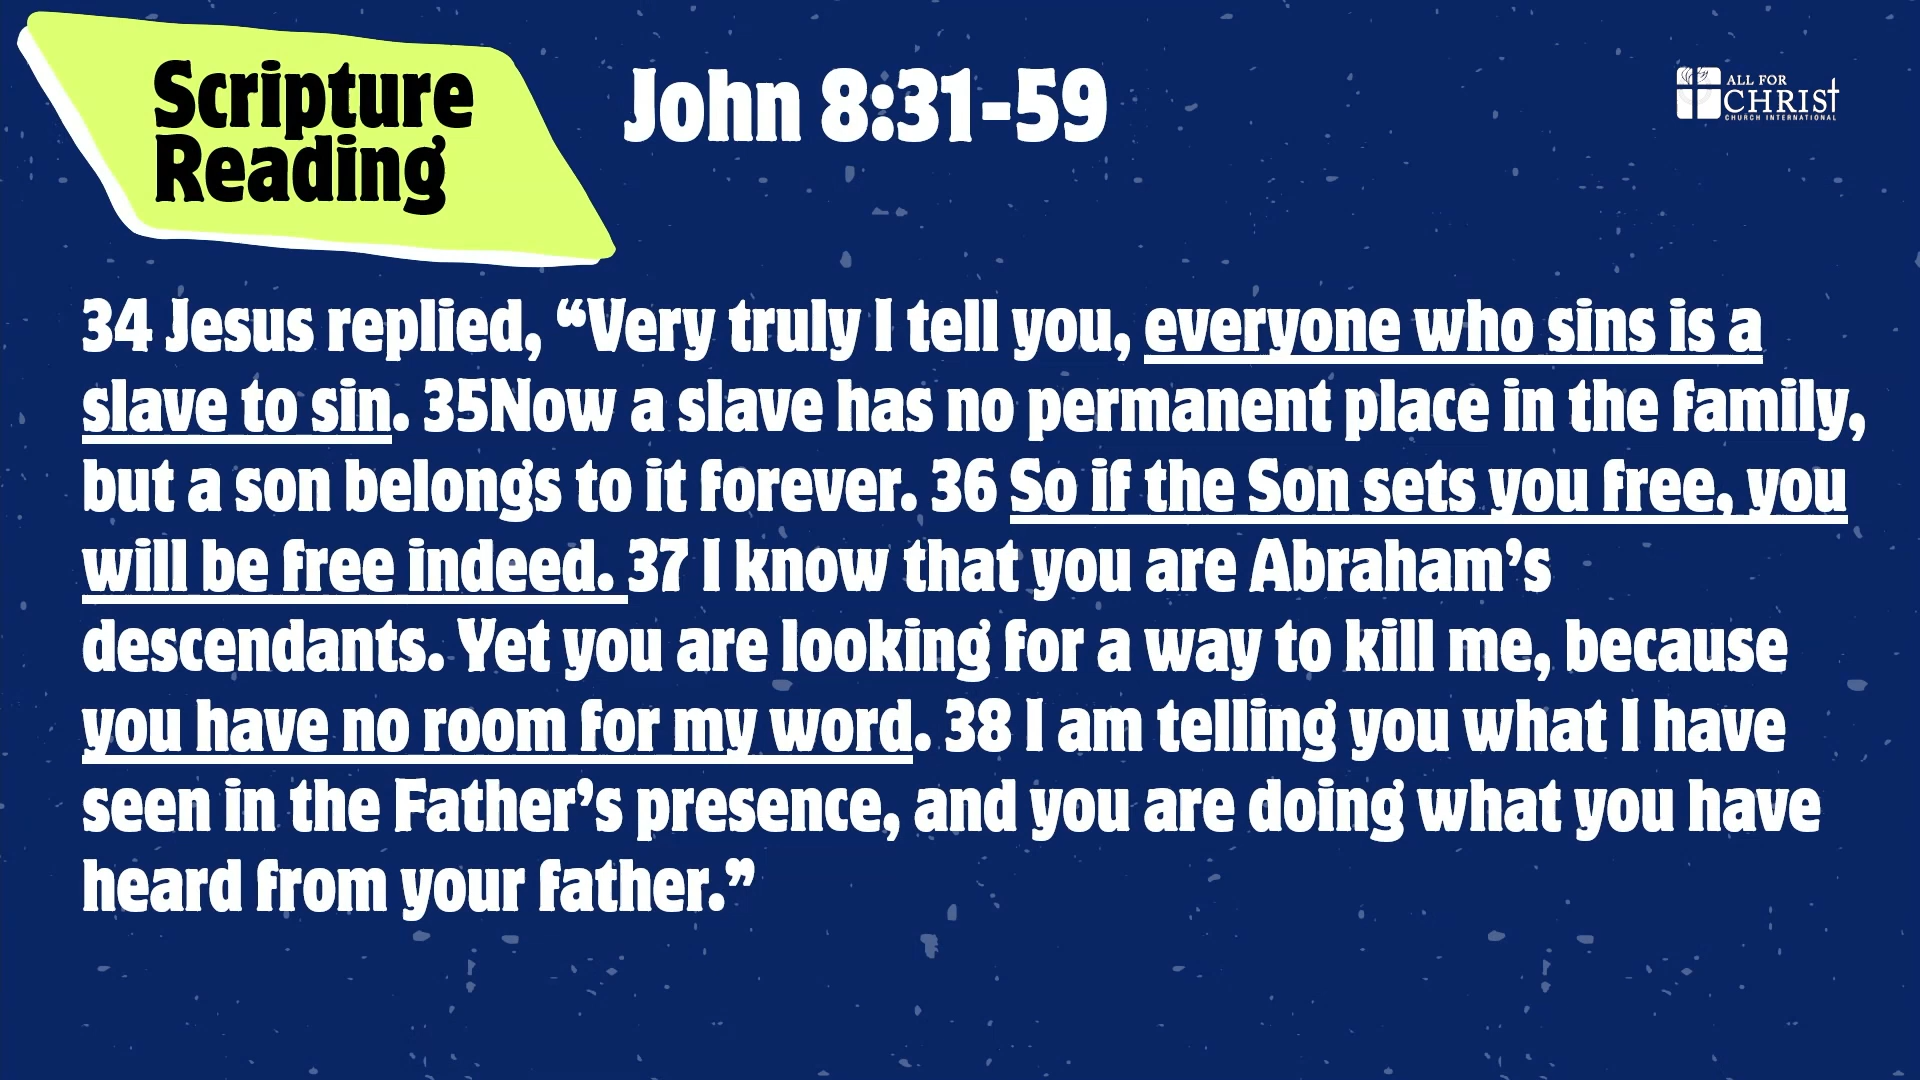 Scripture
Reading
John 8:31-59
ALL FOR
CHRIST
CHURCH INTERNATIONAL
34 Jesus replied, “Very truly I tell you, everyone who sins is a
slave to sin. 35Now a slave has no permanent place in the family,
but a son belongs to it forever. 36 So if the Son sets you free, you
will be free indeed. 37 I know that you are Abraham’s
descendants. Yet you are looking for a way to kill me, because
you have no room for my word. 38 I am telling you what I have
seen in the Father’s presence, and you are doing what you have
heard from your father.”